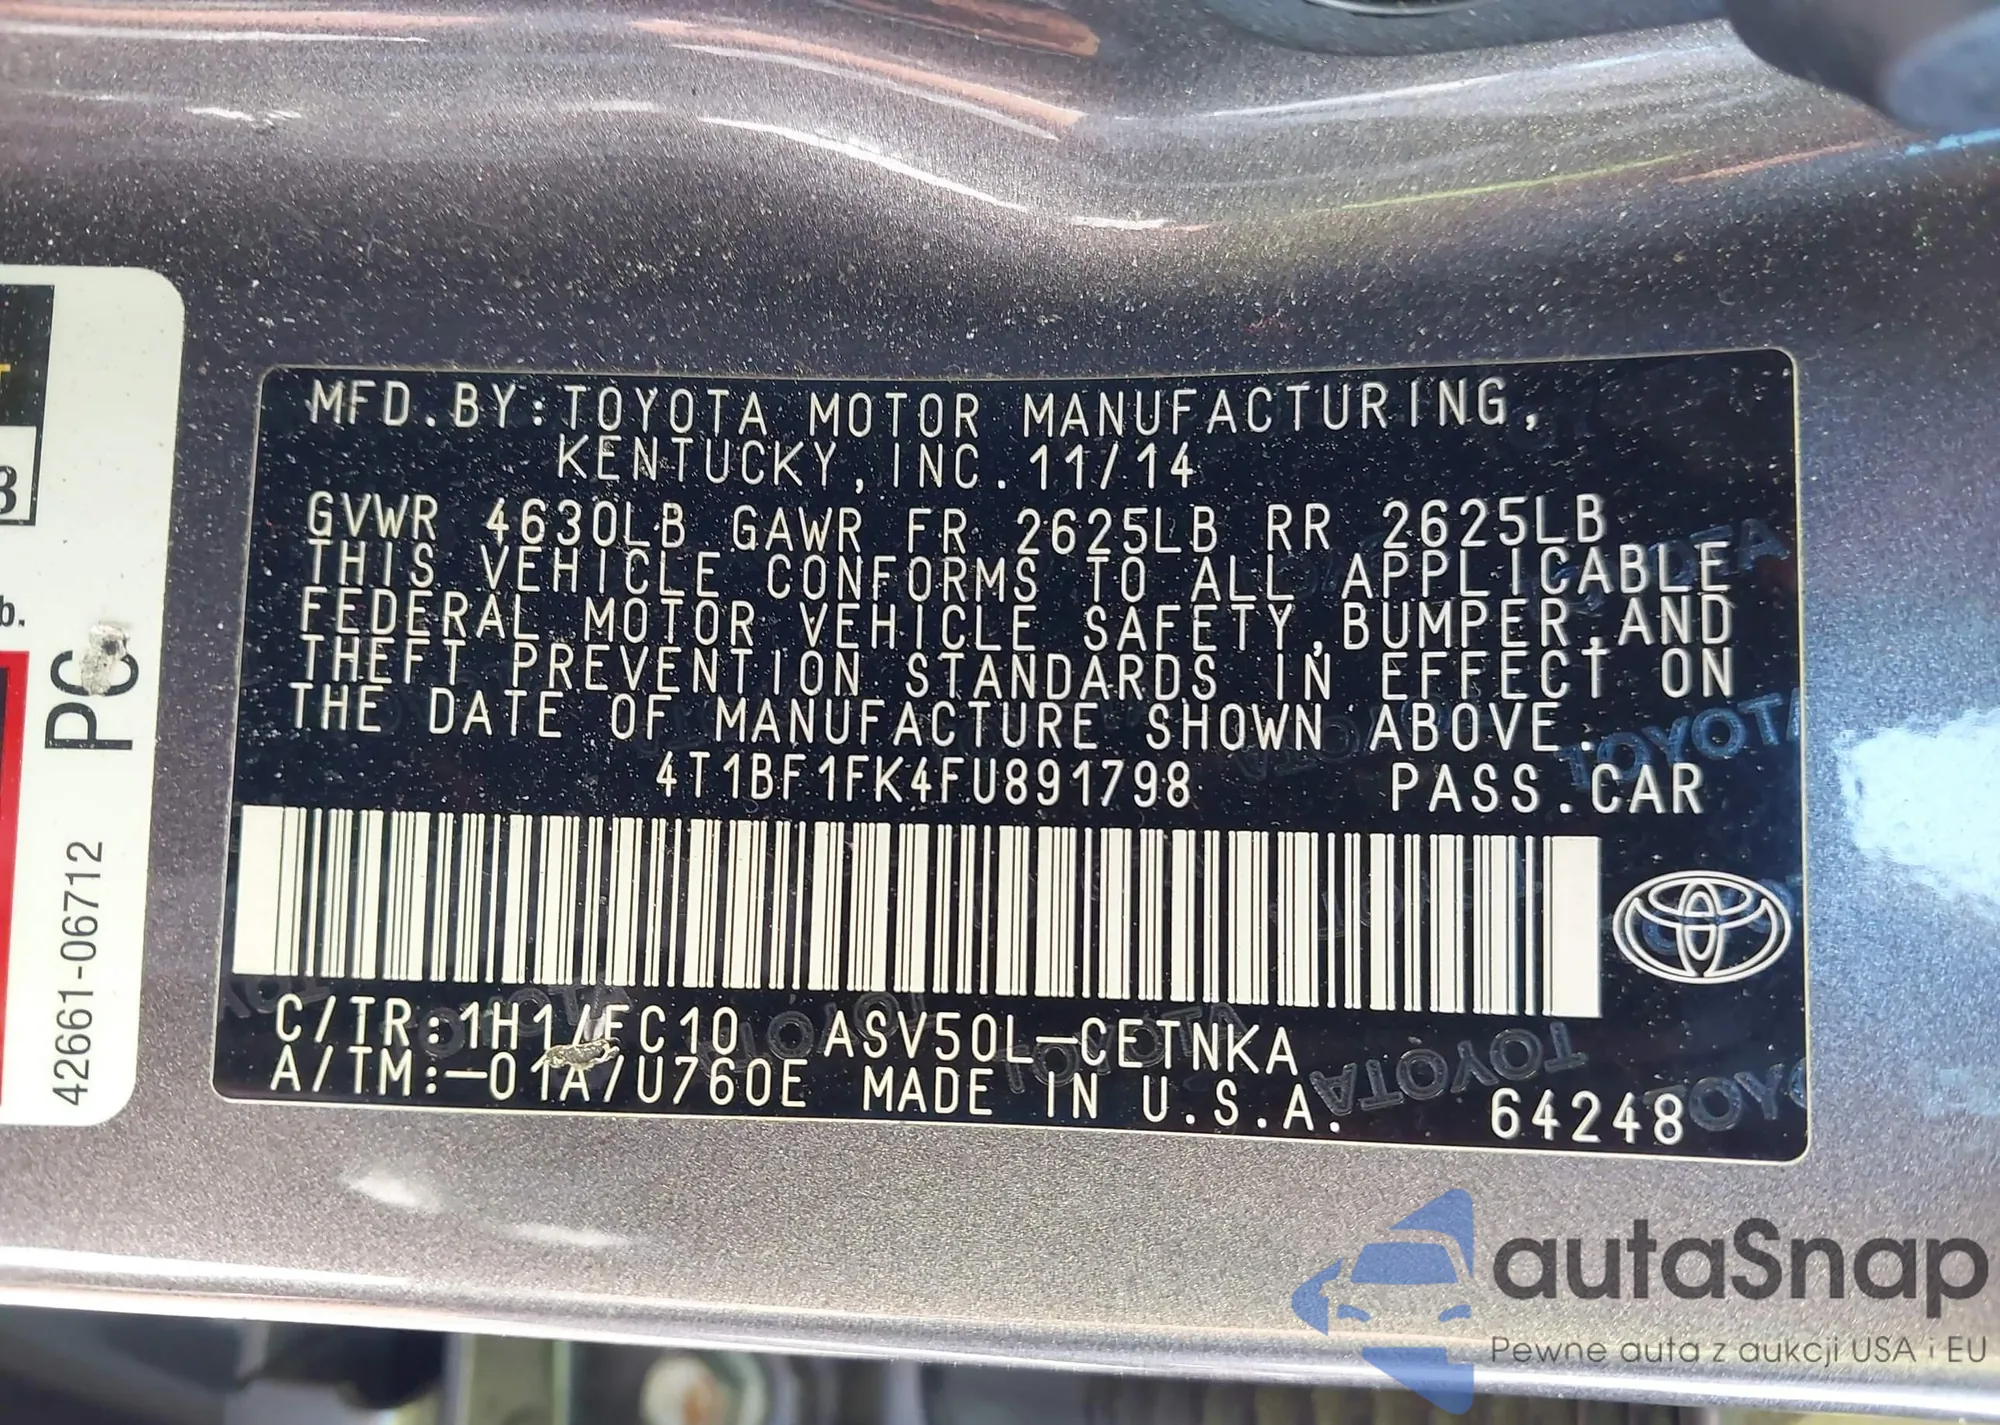 MFD.BY:TOYOTA MOTOR MANUFACTURING,
KENTUCKY,INC.11/14
GVWR 4630LB GAWR FR 2625LB RR 2625LB
THIS VEHICLE CONFORMS TO ALL APPLICABLE
FEDERAL MOTOR VEHICLE SAFETY,BUMPER,AND
THEFT PREVENTION STANDARDS IN EFFECT ON
THE DATE OF MANUFACTURE SHOWN ABOVE.
4T1BF1FK4FU891798 PASS.CAR
C/TR:1H1/FC10 ASV50L-CETNKA
A/TM:-01A/U760E MADE IN U.S.A.
64248
PC
42661-06712
b.
3
TOYOTA
autaSnap
Pewne auta z aukcji USA i EU